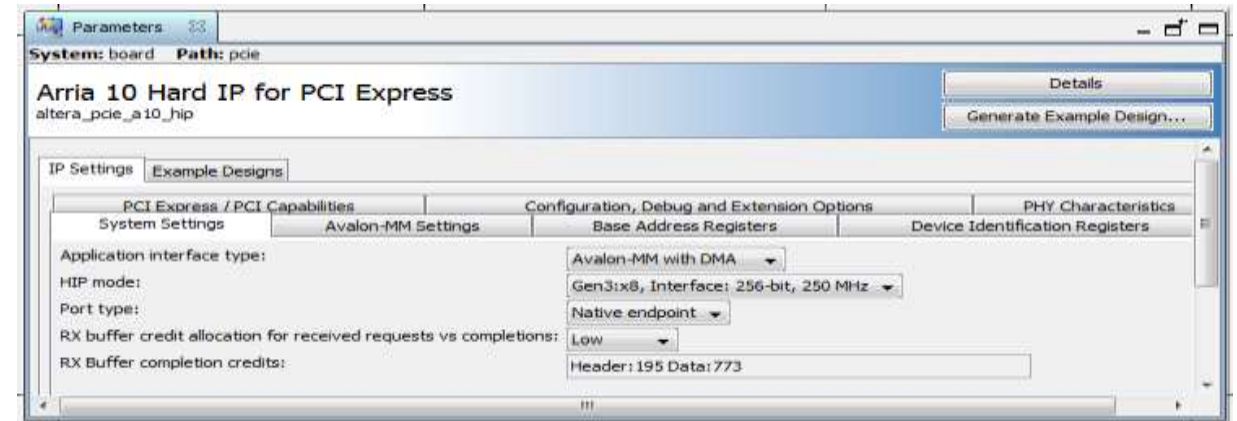 Parameters
System: board Path: pcie
Arria 10 Hard IP for PCI Express
altera_pcie_a10_hip
Details
Generate Example Design...
IP Settings Example Designs
PCI Express / PCI Capabilities Configuration, Debug and Extension Options PHY Characteristics
System Settings Avalon-MM Settings Base Address Registers Device Identification Registers
Application interface type: Avalon-MM with DMA
HIP mode: Gen3:x8, Interface: 256-bit, 250 MHz
Port type: Native endpoint
RX buffer credit allocation for received requests vs completions: Low
RX Buffer completion credits: Header:195 Data:773